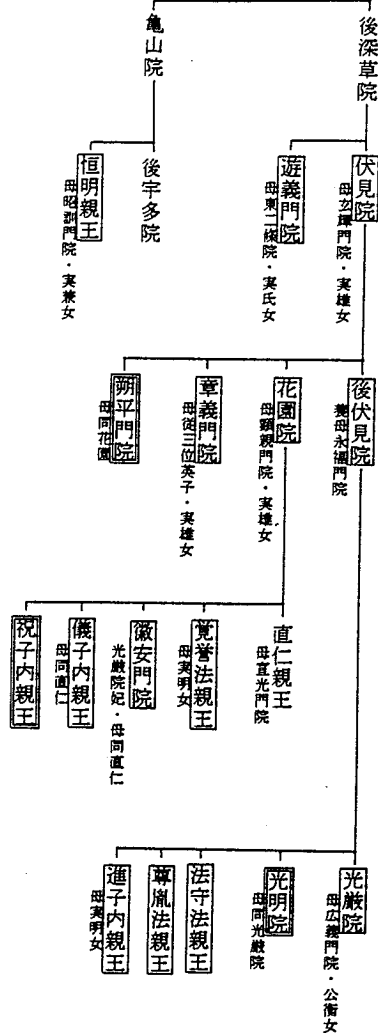 後深草院
亀山院
伏見院
母玄輝門院・実雄女
遊義門院
母東二條院・実氏女
後宇多院
恒明親王
母昭訓門院・実兼女
後伏見院
養母永福門院
花園院
母顕親門院・実雄女
章義門院
母従三位英子・実雄女
朔平門院
母同花園
直仁親王
母宣光門院
覚誉法親王
母実明女
徽安門院
光厳院妃・母同直仁
儀子内親王
母同直仁
祝子内親王
光厳院
母広義門院・公衡女
光明院
母同光厳院
法守法親王
尊胤法親王
進子内親王
母実明女